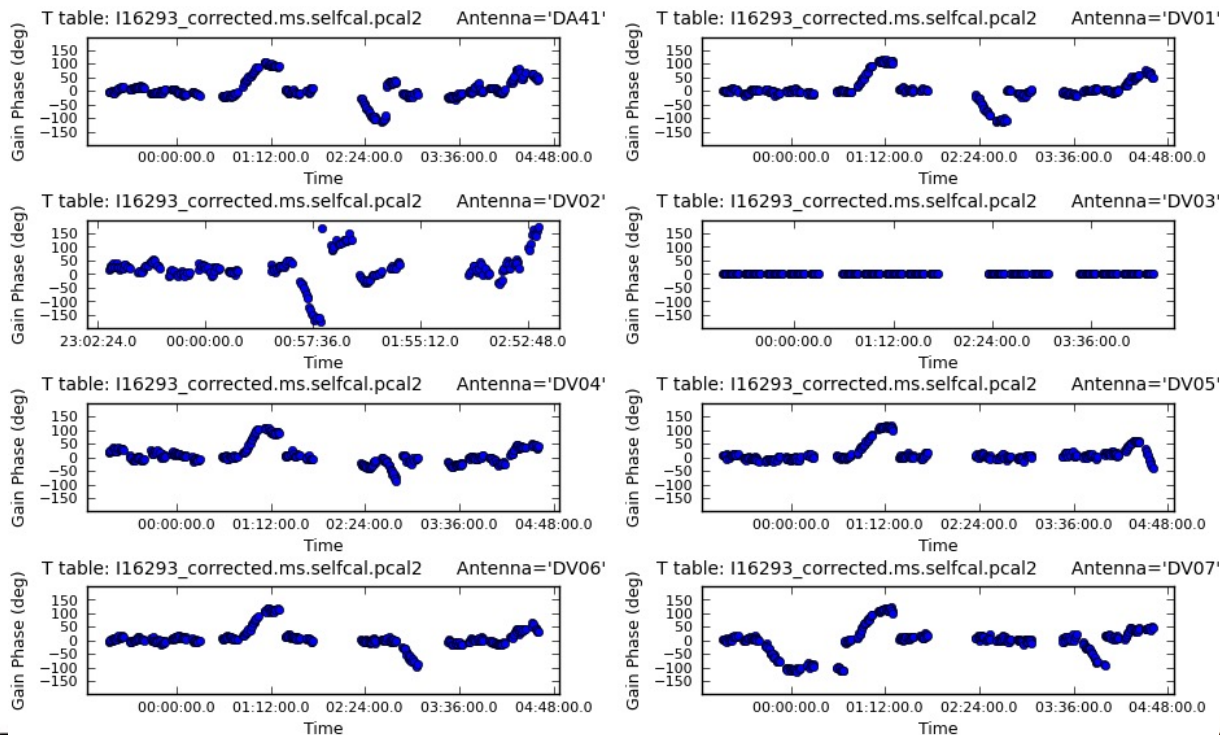 T table: I16293_corrected.ms.selfcal.pcal2 Antenna='DA41'
Gain Phase (deg)
150
100
50
0
−50
−100
−150
00:00:00.0 01:12:00.0 02:24:00.0 03:36:00.0 04:48:00.0
Time
T table: I16293_corrected.ms.selfcal.pcal2 Antenna='DV01'
Gain Phase (deg)
150
100
50
0
−50
−100
−150
00:00:00.0 01:12:00.0 02:24:00.0 03:36:00.0 04:48:00.0
Time
T table: I16293_corrected.ms.selfcal.pcal2 Antenna='DV02'
Gain Phase (deg)
150
100
50
0
−50
−100
−150
23:02:24.0 00:00:00.0 00:57:36.0 01:55:12.0 02:52:48.0
Time
T table: I16293_corrected.ms.selfcal.pcal2 Antenna='DV03'
Gain Phase (deg)
150
100
50
0
−50
−100
−150
00:00:00.0 01:12:00.0 02:24:00.0 03:36:00.0
Time
T table: I16293_corrected.ms.selfcal.pcal2 Antenna='DV04'
Gain Phase (deg)
150
100
50
0
−50
−100
−150
00:00:00.0 01:12:00.0 02:24:00.0 03:36:00.0 04:48:00.0
Time
T table: I16293_corrected.ms.selfcal.pcal2 Antenna='DV05'
Gain Phase (deg)
150
100
50
0
−50
−100
−150
00:00:00.0 01:12:00.0 02:24:00.0 03:36:00.0 04:48:00.0
Time
T table: I16293_corrected.ms.selfcal.pcal2 Antenna='DV06'
Gain Phase (deg)
150
100
50
0
−50
−100
−150
00:00:00.0 01:12:00.0 02:24:00.0 03:36:00.0 04:48:00.0
Time
T table: I16293_corrected.ms.selfcal.pcal2 Antenna='DV07'
Gain Phase (deg)
150
100
50
0
−50
−100
−150
00:00:00.0 01:12:00.0 02:24:00.0 03:36:00.0 04:48:00.0
Time